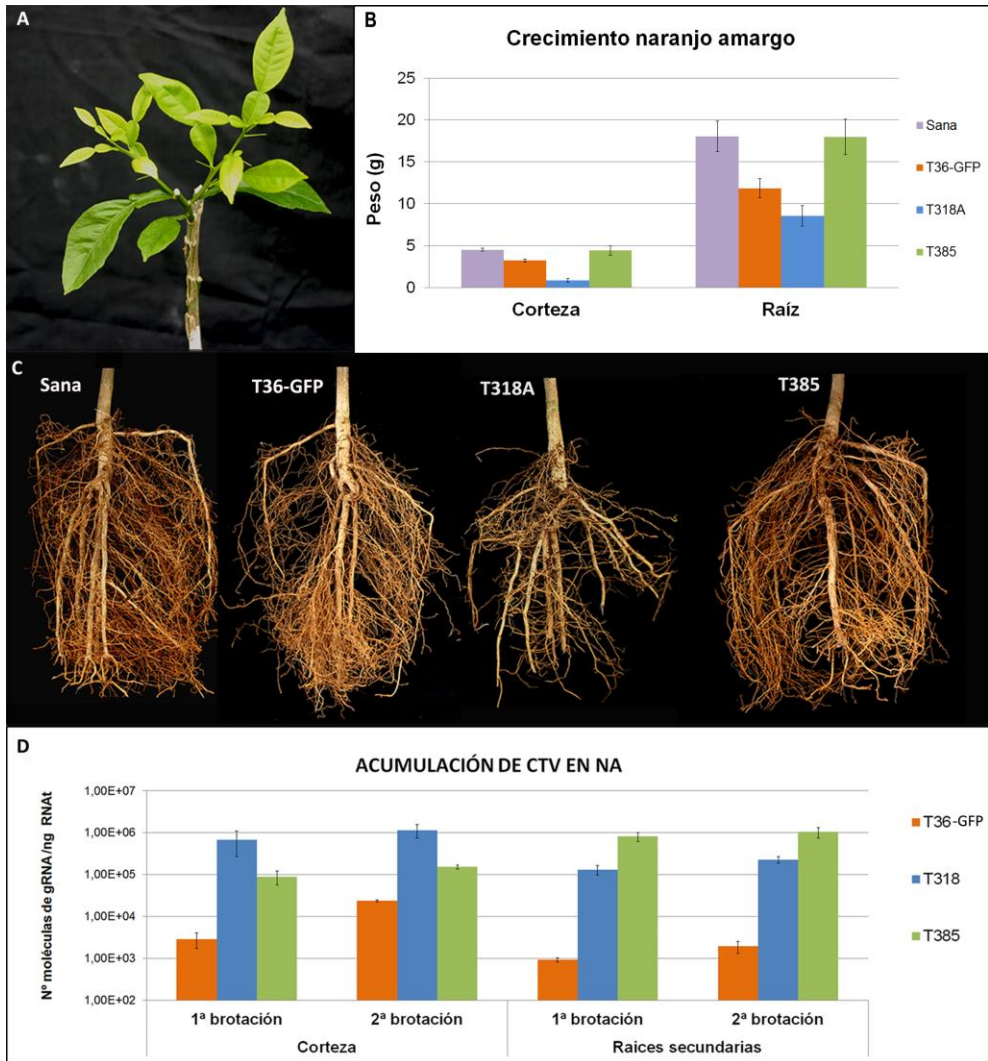 A
B
Crecimiento naranjo amargo
Peso (g)
25
20
15
10
5
0
Corteza
Raíz
Sana
T36-GFP
T318A
T385
C
Sana
T36-GFP
T318A
T385
D
ACUMULACIÓN DE CTV EN NA
Nº moléculas de gRNA/ng RNAt
1,00E+07
1,00E+06
1,00E+05
1,00E+04
1,00E+03
1,00E+02
1ª brotación
2ª brotación
1ª brotación
2ª brotación
Corteza
Raices secundarias
T36-GFP
T318
T385